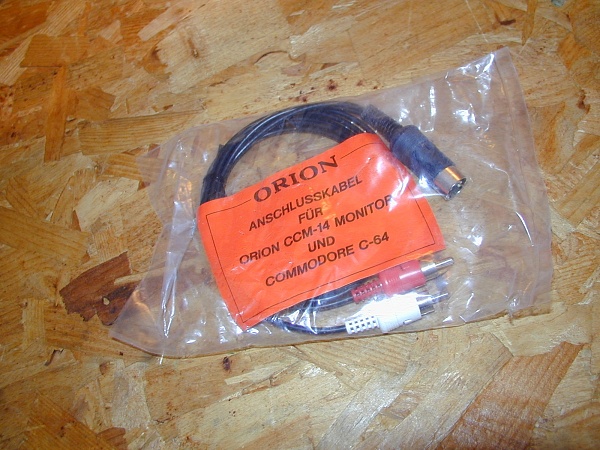 ORION
ANSCHLUSSKABEL
FÜR
ORION CCM-14 MONITOR
UND
COMMODORE C-64